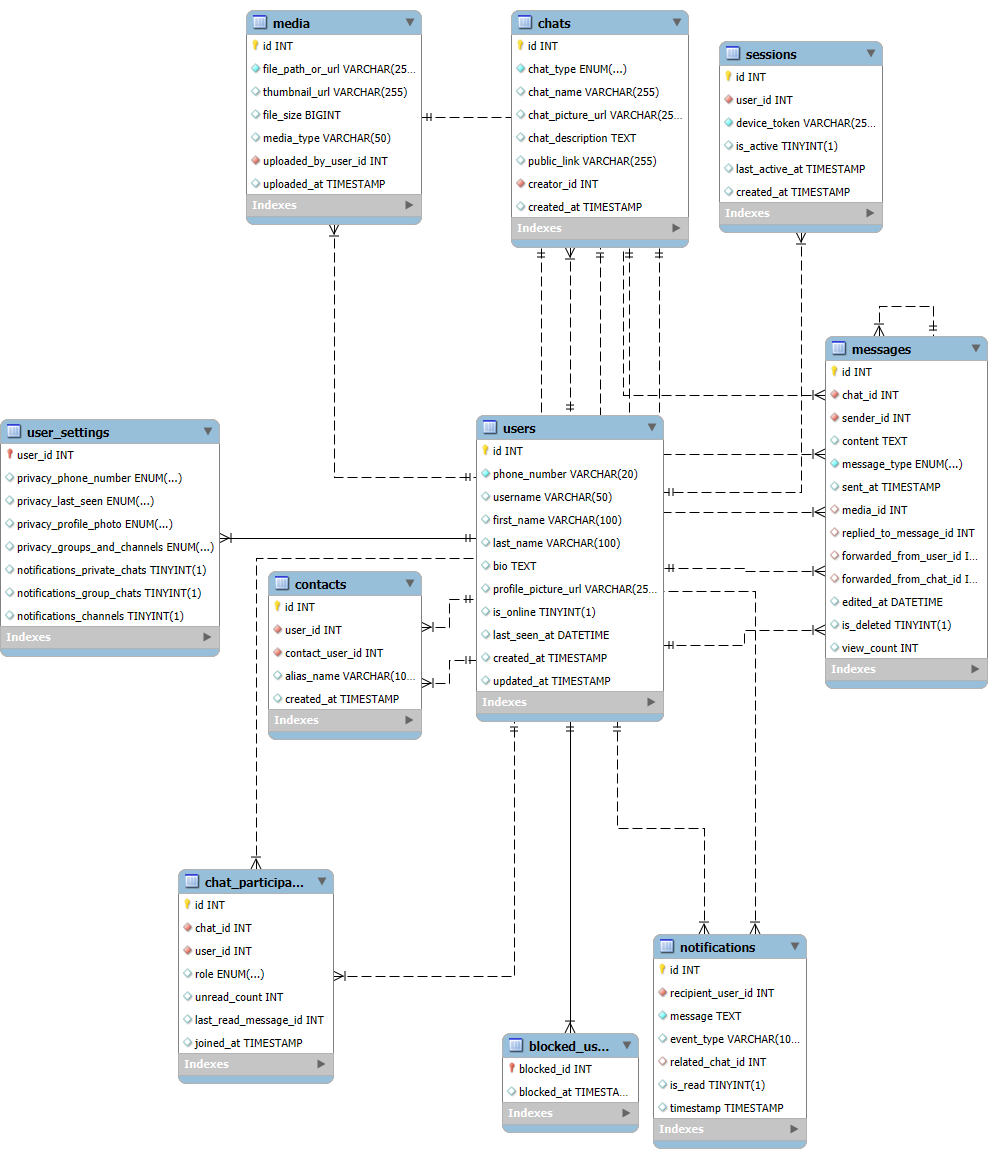 media
id INT
file_path_or_url VARCHAR(25...
thumbnail_url VARCHAR(255)
file_size BIGINT
media_type VARCHAR(50)
uploaded_by_user_id INT
uploaded_at TIMESTAMP
Indexes
chats
id INT
chat_type ENUM(...)
chat_name VARCHAR(255)
chat_picture_url VARCHAR(25...
chat_description TEXT
public_link VARCHAR(255)
creator_id INT
created_at TIMESTAMP
Indexes
sessions
id INT
user_id INT
device_token VARCHAR(25...
is_active TINYINT(1)
last_active_at TIMESTAMP
created_at TIMESTAMP
Indexes
messages
id INT
chat_id INT
sender_id INT
content TEXT
message_type ENUM(...)
sent_at TIMESTAMP
media_id INT
replied_to_message_id INT
forwarded_from_user_id I...
forwarded_from_chat_id I...
edited_at DATETIME
is_deleted TINYINT(1)
view_count INT
Indexes
user_settings
user_id INT
privacy_phone_number ENUM(...)
privacy_last_seen ENUM(...)
privacy_profile_photo ENUM(...)
privacy_groups_and_channels ENUM(...)
notifications_private_chats TINYINT(1)
notifications_group_chats TINYINT(1)
notifications_channels TINYINT(1)
Indexes
users
id INT
phone_number VARCHAR(20)
username VARCHAR(50)
first_name VARCHAR(100)
last_name VARCHAR(100)
bio TEXT
profile_picture_url VARCHAR(25...
is_online TINYINT(1)
last_seen_at DATETIME
created_at TIMESTAMP
updated_at TIMESTAMP
Indexes
contacts
id INT
user_id INT
contact_user_id INT
alias_name VARCHAR(10...
created_at TIMESTAMP
Indexes
chat_participa...
id INT
chat_id INT
user_id INT
role ENUM(...)
unread_count INT
last_read_message_id INT
joined_at TIMESTAMP
Indexes
blocked_us...
blocked_id INT
blocked_at TIMESTA...
Indexes
notifications
id INT
recipient_user_id INT
message TEXT
event_type VARCHAR(10...
related_chat_id INT
is_read TINYINT(1)
timestamp TIMESTAMP
Indexes